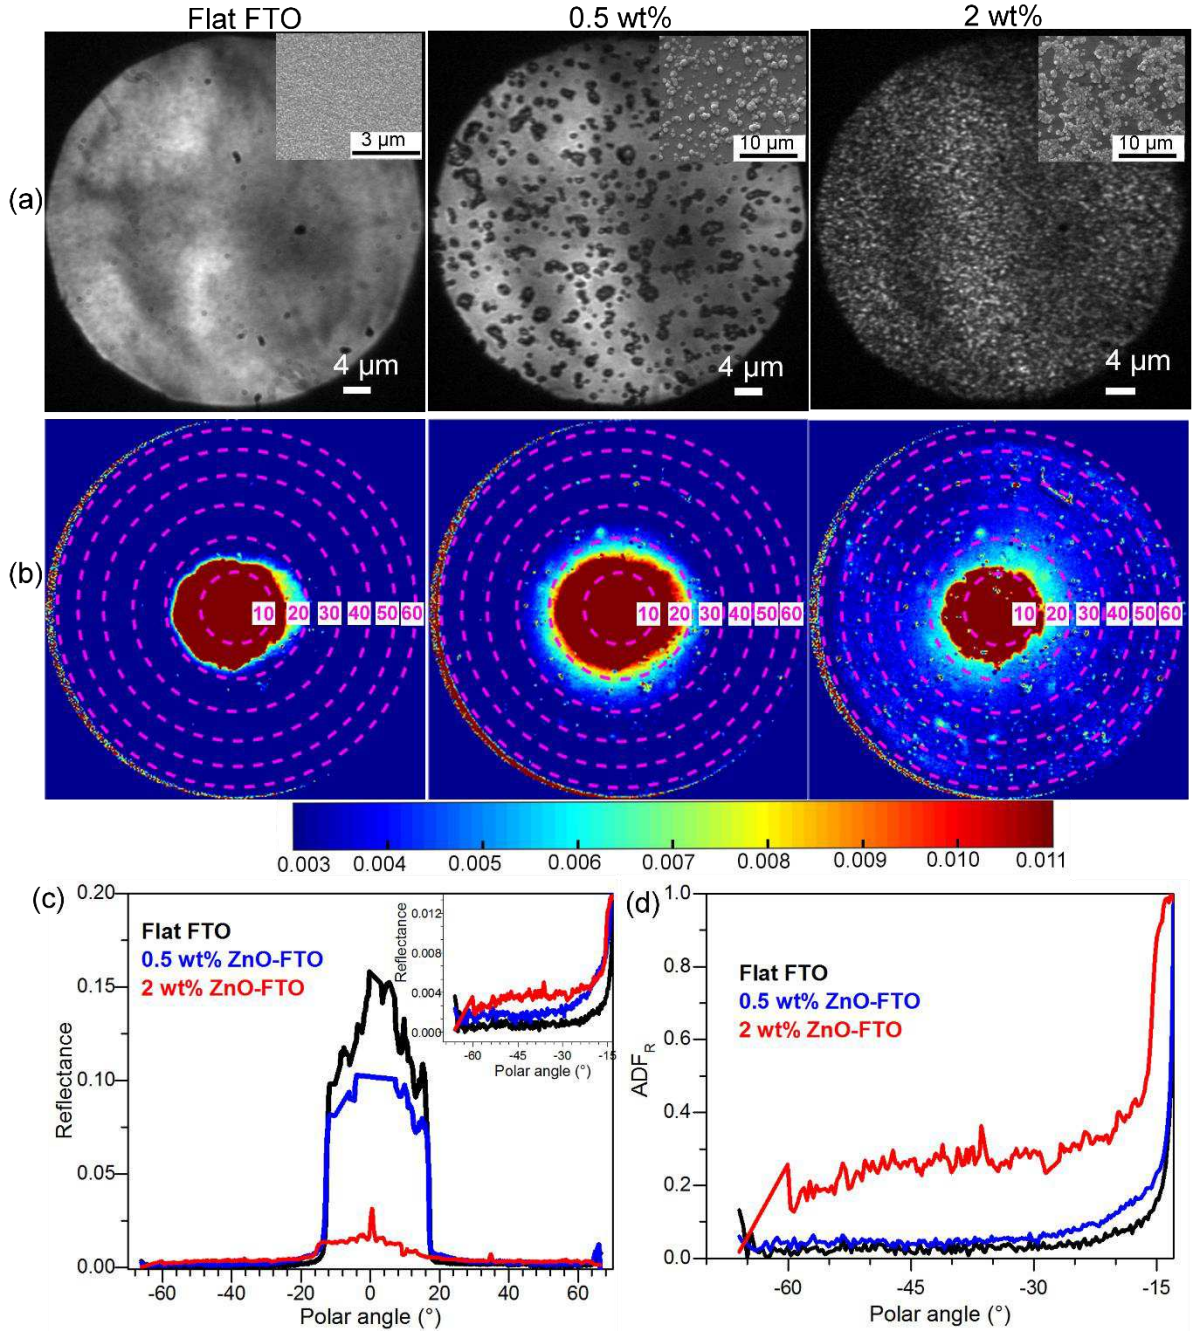 Flat FTO
0.5 wt%
2 wt%
(a)
3 µm
10 µm
10 µm
4 µm
4 µm
4 µm
(b)
10 20 30 40 50 60
10 20 30 40 50 60
10 20 30 40 50 60
0.003 0.004 0.005 0.006 0.007 0.008 0.009 0.010 0.011
(c)
Flat FTO
0.5 wt% ZnO-FTO
2 wt% ZnO-FTO
Reflectance
0.20
0.15
0.10
0.05
0.00
-60 -40 -20 0 20 40 60
Polar angle (°)
Reflectance
0.012
0.008
0.004
0.000
-60 -45 -30 -15
Polar angle (°)
(d)
Flat FTO
0.5 wt% ZnO-FTO
2 wt% ZnO-FTO
ADF_R
1.0
0.8
0.6
0.4
0.2
0.0
-60 -45 -30 -15
Polar angle (°)